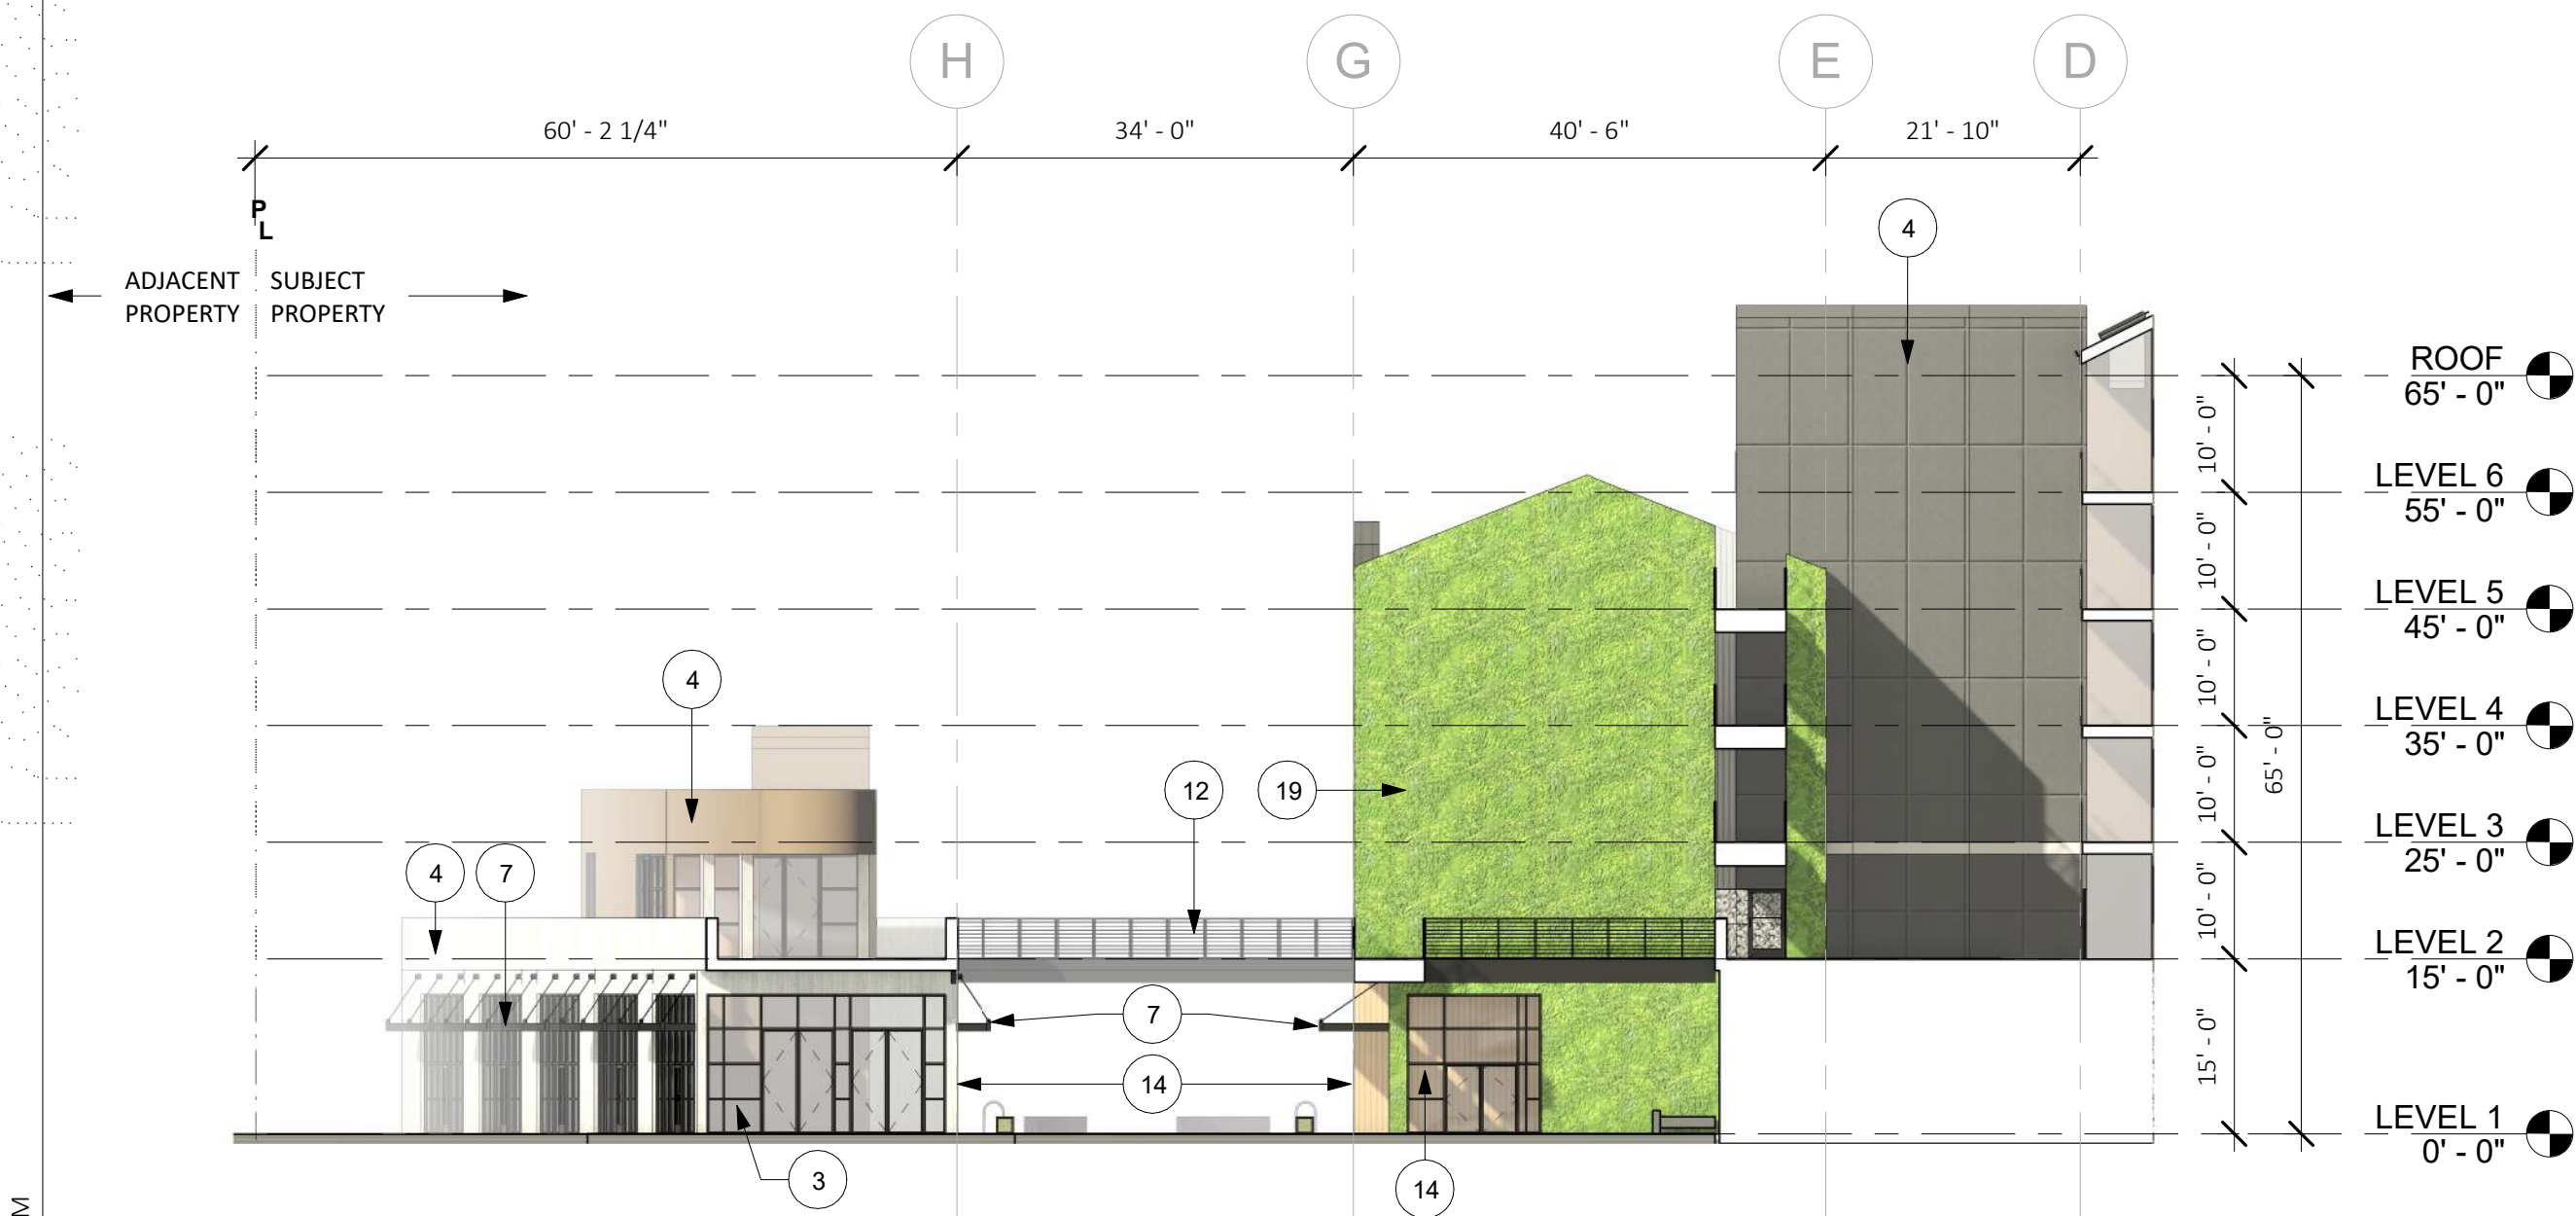 H
G
E
D
60' - 2 1/4"
34' - 0"
40' - 6"
21' - 10"
PL
4
ADJACENT
PROPERTY
SUBJECT
PROPERTY
ROOF
65' - 0"
10' - 0"
LEVEL 6
55' - 0"
10' - 0"
LEVEL 5
45' - 0"
10' - 0"
4
LEVEL 4
35' - 0"
65' - 0"
12
19
10' - 0"
LEVEL 3
25' - 0"
4
7
10' - 0"
LEVEL 2
15' - 0"
7
15' - 0"
14
LEVEL 1
0' - 0"
3
14
M